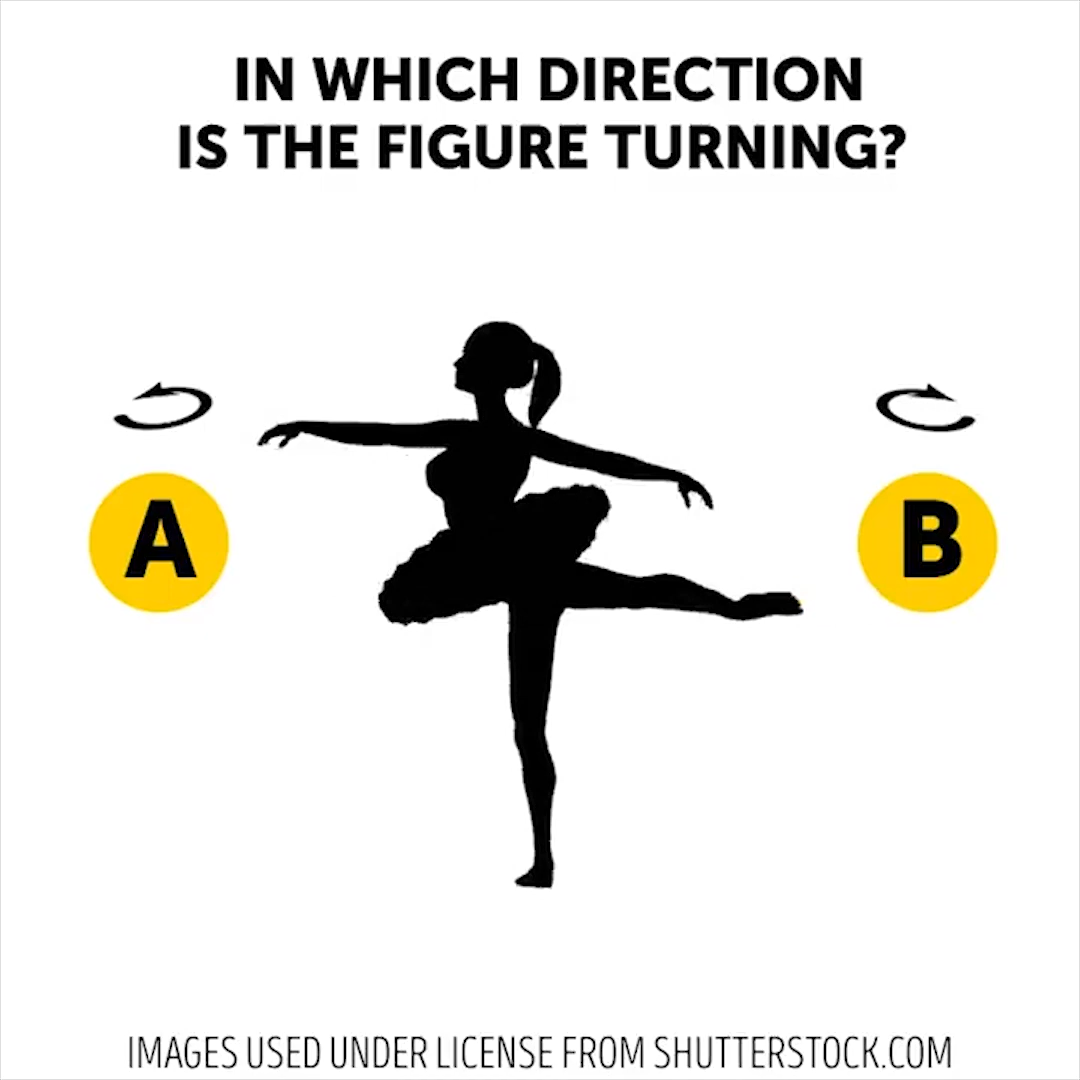 IN WHICH DIRECTION
IS THE FIGURE TURNING?
A
B
IMAGES USED UNDER LICENSE FROM SHUTTERSTOCK.COM